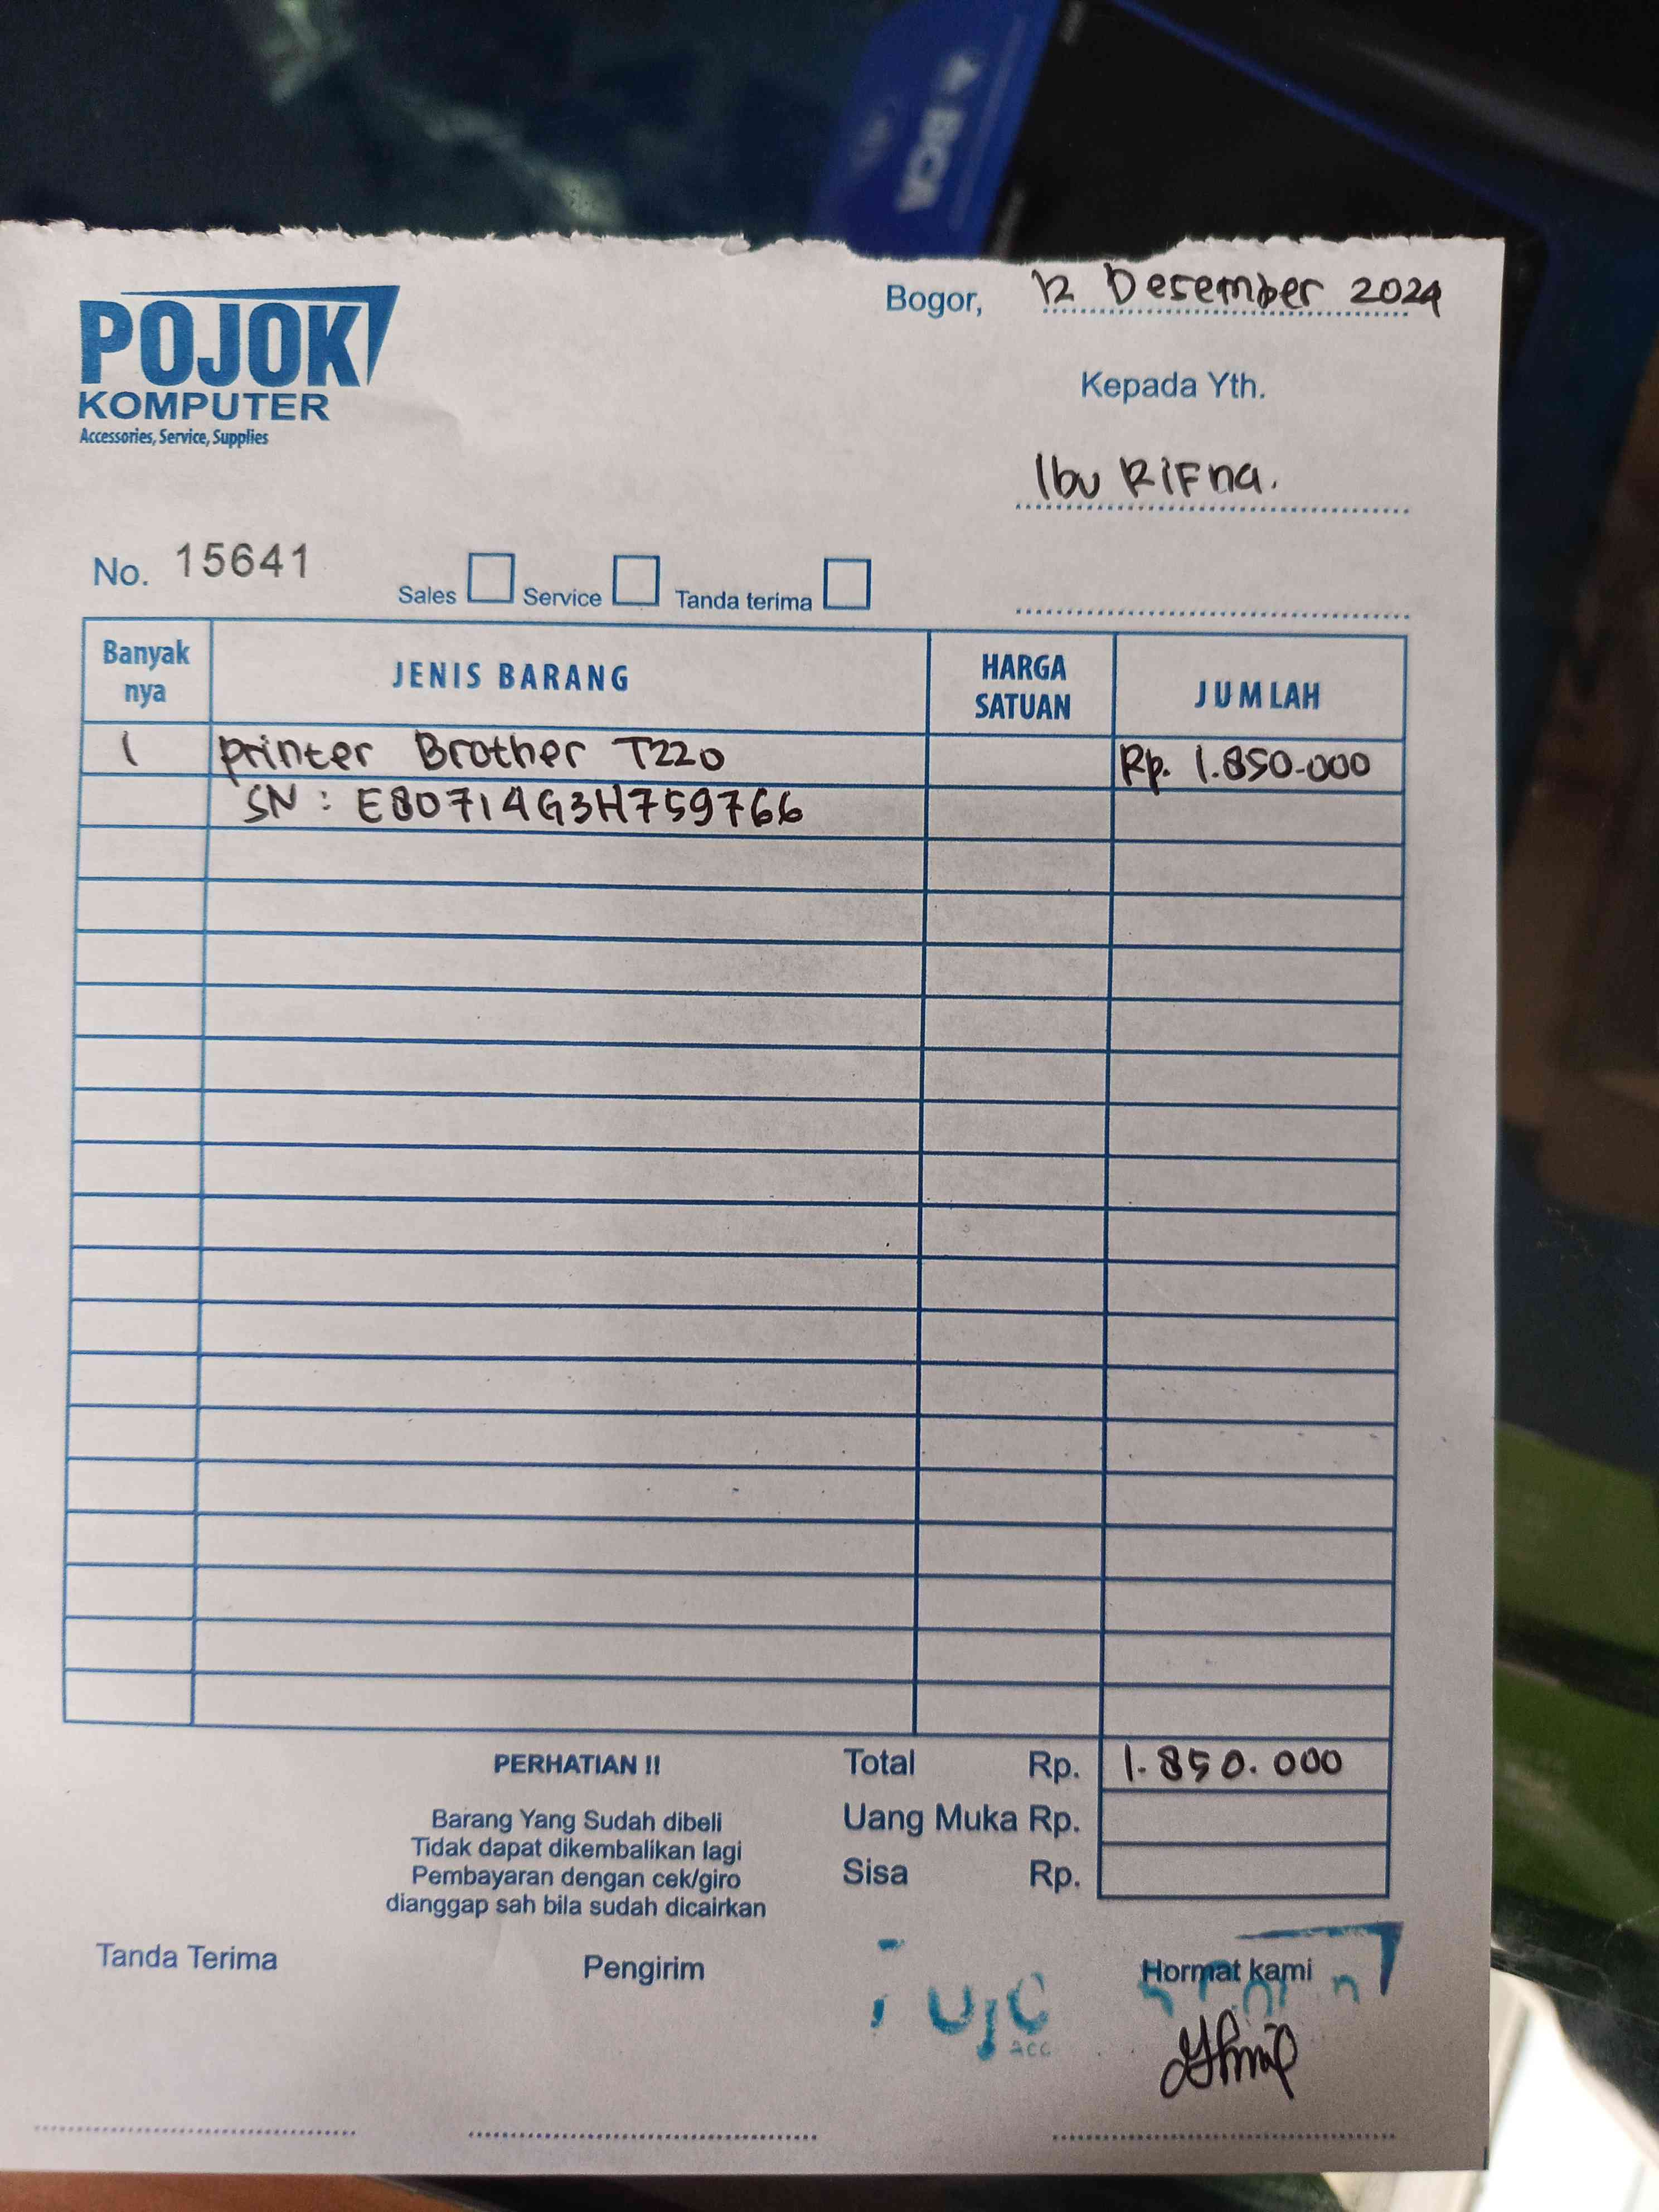 BCA
POJOK
KOMPUTER
Accessories, Service, Supplies
Bogor, 12 Desember 2024
Kepada Yth.
Ibu Rifna.
No. 15641
Sales Service Tanda terima
Banyak nya JENIS BARANG HARGA SATUAN JUMLAH
1 printer Brother T220 Rp. 1.850.000
SN : E80714G3H759766
PERHATIAN !!
Barang Yang Sudah dibeli
Tidak dapat dikembalikan lagi
Pembayaran dengan cek/giro
dianggap sah bila sudah dicairkan
Total Rp. 1.850.000
Uang Muka Rp.
Sisa Rp.
Tanda Terima Pengirim Hormat kami